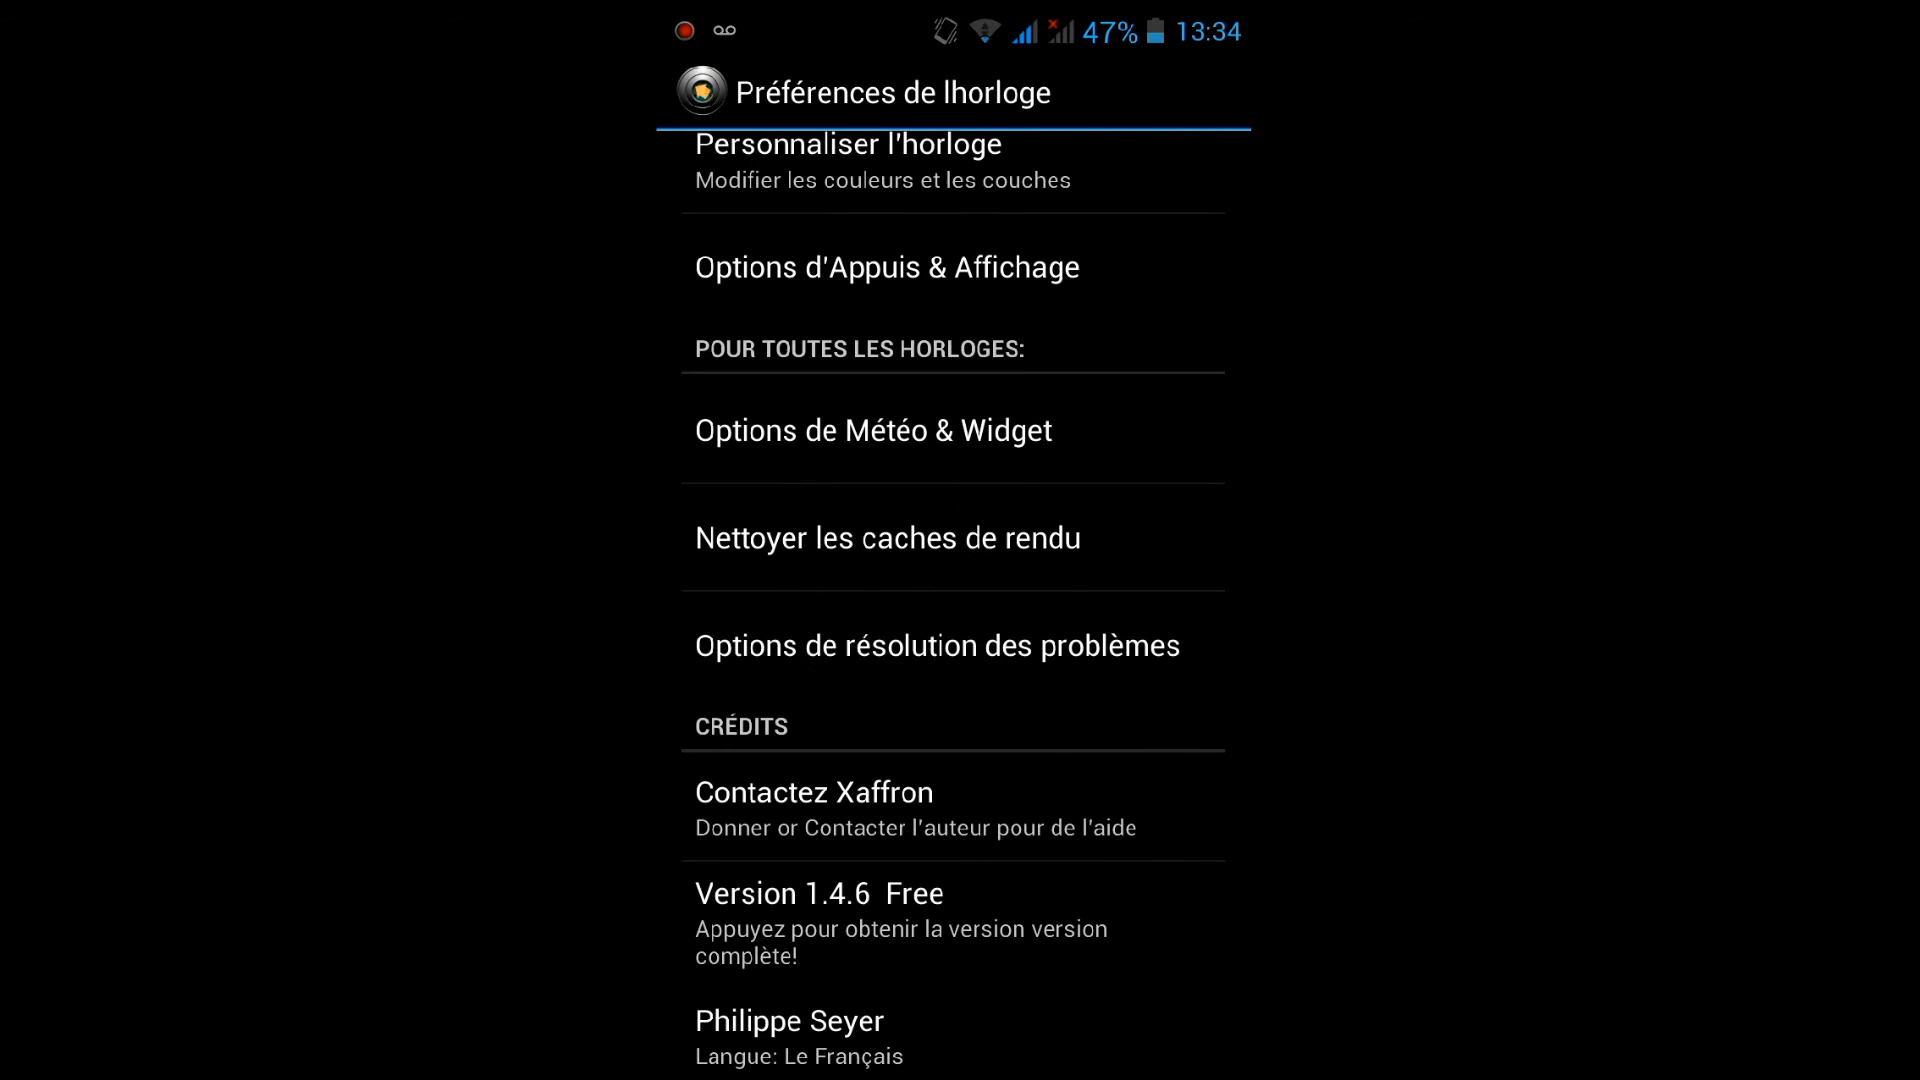 47% 13:34
Préférences de lhorloge
Personnaliser l'horloge
Modifier les couleurs et les couches
Options d'Appuis & Affichage
POUR TOUTES LES HORLOGES:
Options de Météo & Widget
Nettoyer les caches de rendu
Options de résolution des problèmes
CRÉDITS
Contactez Xaffron
Donner or Contacter l'auteur pour de l'aide
Version 1.4.6  Free
Appuyez pour obtenir la version version
complète!
Philippe Seyer
Langue: Le Français